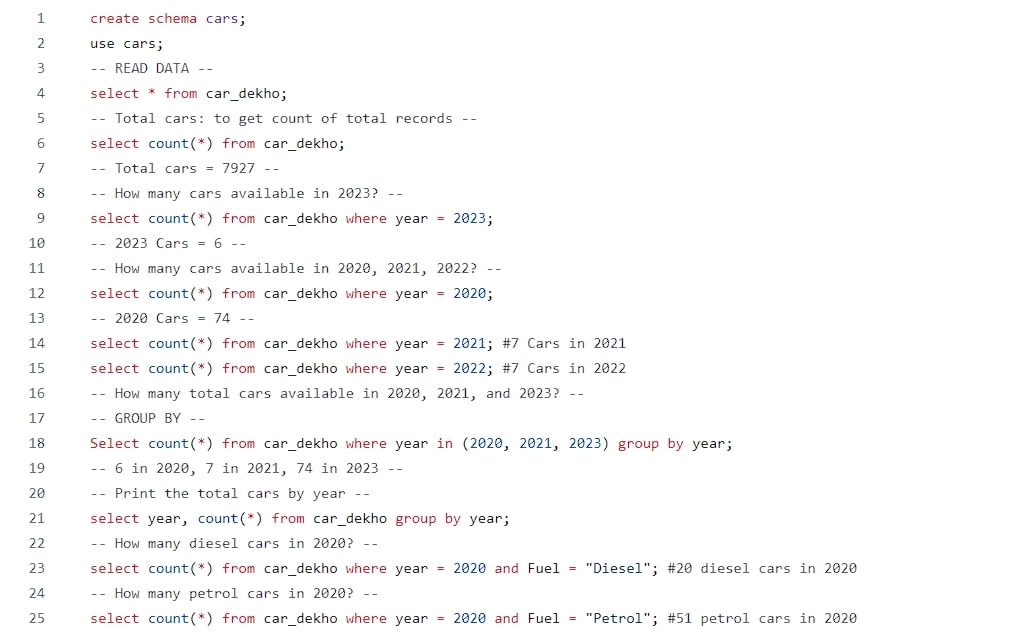 1 create schema cars;
2 use cars;
3 -- READ DATA --
4 select * from car_dekho;
5 -- Total cars: to get count of total records --
6 select count(*) from car_dekho;
7 -- Total cars = 7927 --
8 -- How many cars available in 2023? --
9 select count(*) from car_dekho where year = 2023;
10 -- 2023 Cars = 6 --
11 -- How many cars available in 2020, 2021, 2022? --
12 select count(*) from car_dekho where year = 2020;
13 -- 2020 Cars = 74 --
14 select count(*) from car_dekho where year = 2021; #7 Cars in 2021
15 select count(*) from car_dekho where year = 2022; #7 Cars in 2022
16 -- How many total cars available in 2020, 2021, and 2023? --
17 -- GROUP BY --
18 Select count(*) from car_dekho where year in (2020, 2021, 2023) group by year;
19 -- 6 in 2020, 7 in 2021, 74 in 2023 --
20 -- Print the total cars by year --
21 select year, count(*) from car_dekho group by year;
22 -- How many diesel cars in 2020? --
23 select count(*) from car_dekho where year = 2020 and Fuel = "Diesel"; #20 diesel cars in 2020
24 -- How many petrol cars in 2020? --
25 select count(*) from car_dekho where year = 2020 and Fuel = "Petrol"; #51 petrol cars in 2020